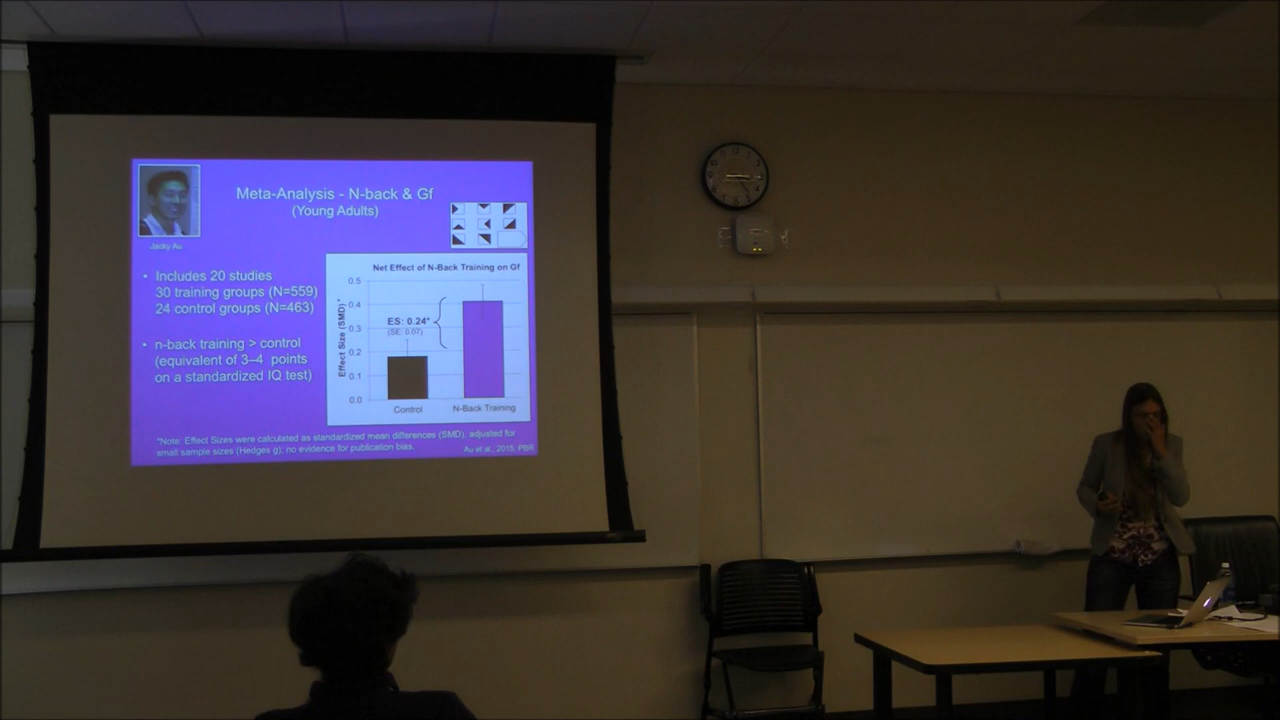 Meta-Analysis - N-back & Gf
(Young Adults)
Jacky Au
• Includes 20 studies
30 training groups (N=559)
24 control groups (N=463)
• n-back training > control
(equivalent of 3–4 points
on a standardized IQ test)
Net Effect of N-Back Training on Gf
Effect Size (SMD)*
0.5
0.4
0.3
0.2
0.1
0.0
ES: 0.24*
(SE: 0.07)
Control
N-Back Training
*Note: Effect Sizes were calculated as standardized mean differences (SMD), adjusted for
small sample sizes (Hedges g); no evidence for publication bias.
Au et al., 2015, PBR